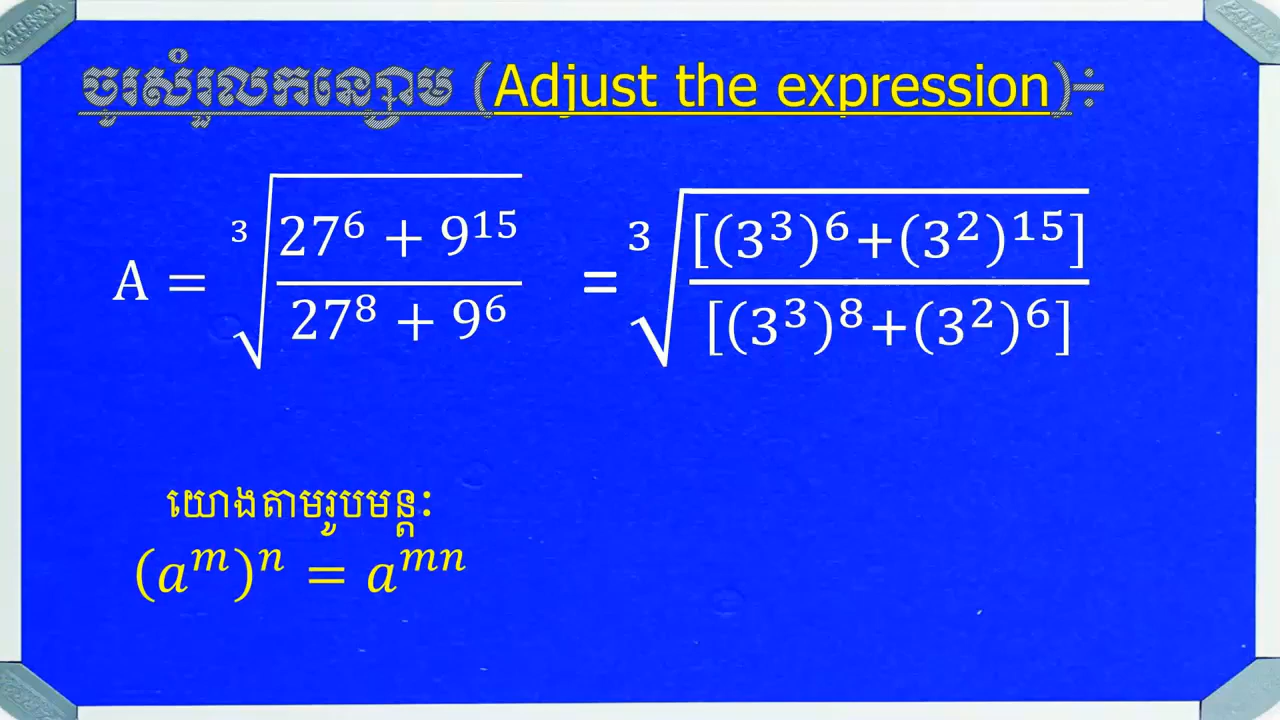 ចូរសំរួលកន្សោម (Adjust the expression)÷
A = ∛((27⁶ + 9¹⁵)/(27⁸ + 9⁶)) = ∛([(3³)⁶+(3²)¹⁵]/[(3³)⁸+(3²)⁶])
យោងតាមរូបមន្តៈ
(aᵐ)ⁿ = aᵐⁿ